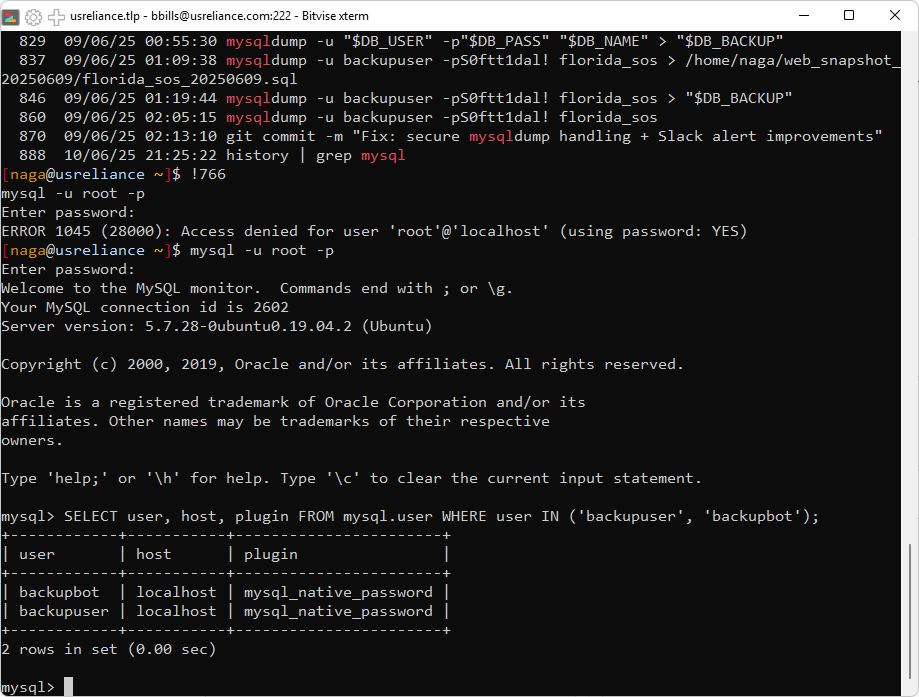 usreliance.tlp - bbills@usreliance.com:222 - Bitvise xterm
829  09/06/25 00:55:30 mysqldump -u "$DB_USER" -p"$DB_PASS" "$DB_NAME" > "$DB_BACKUP"
837  09/06/25 01:09:38 mysqldump -u backupuser -pS0ftt1dal! florida_sos > /home/naga/web_snapshot_
20250609/florida_sos_20250609.sql
846  09/06/25 01:19:44 mysqldump -u backupuser -pS0ftt1dal! florida_sos > "$DB_BACKUP"
860  09/06/25 02:05:15 mysqldump -u backupuser -pS0ftt1dal! florida_sos
870  09/06/25 02:13:10 git commit -m "Fix: secure mysqldump handling + Slack alert improvements"
888  10/06/25 21:25:22 history | grep mysql
[naga@usreliance ~]$ !766
mysql -u root -p
Enter password:
ERROR 1045 (28000): Access denied for user 'root'@'localhost' (using password: YES)
[naga@usreliance ~]$ mysql -u root -p
Enter password:
Welcome to the MySQL monitor.  Commands end with ; or \g.
Your MySQL connection id is 2602
Server version: 5.7.28-0ubuntu0.19.04.2 (Ubuntu)
Copyright (c) 2000, 2019, Oracle and/or its affiliates. All rights reserved.
Oracle is a registered trademark of Oracle Corporation and/or its
affiliates. Other names may be trademarks of their respective
owners.
Type 'help;' or '\h' for help. Type '\c' to clear the current input statement.
mysql> SELECT user, host, plugin FROM mysql.user WHERE user IN ('backupuser', 'backupbot');
+------------+-----------+-----------------------+
| user       | host      | plugin                |
+------------+-----------+-----------------------+
| backupbot  | localhost | mysql_native_password |
| backupuser | localhost | mysql_native_password |
+------------+-----------+-----------------------+
2 rows in set (0.00 sec)
mysql>